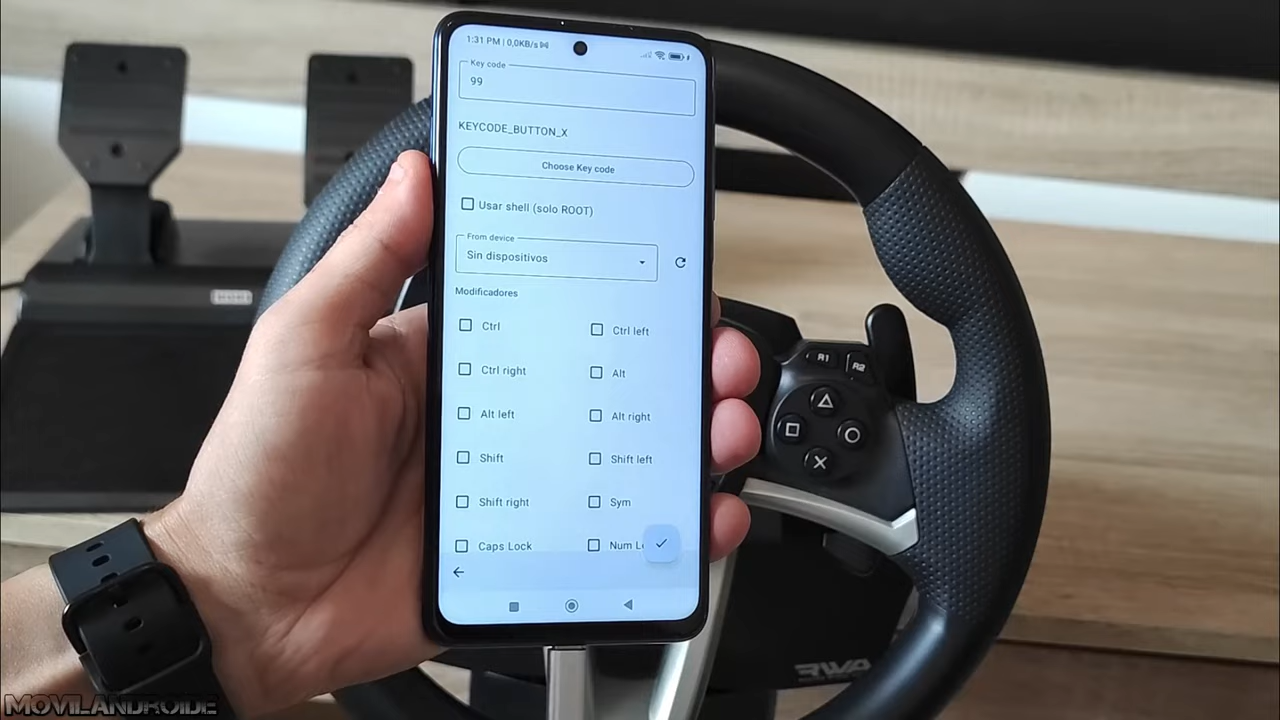 1:31 PM | 0,0KB/s
Key code
99
KEYCODE_BUTTON_X
Choose Key code
Usar shell (solo ROOT)
From device
Sin dispositivos
Modificadores
Ctrl
Ctrl left
Ctrl right
Alt
Alt left
Alt right
Shift
Shift left
Shift right
Sym
Caps Lock
Num L
R1
R2
HORI
RWA
MOVILANDROIDE